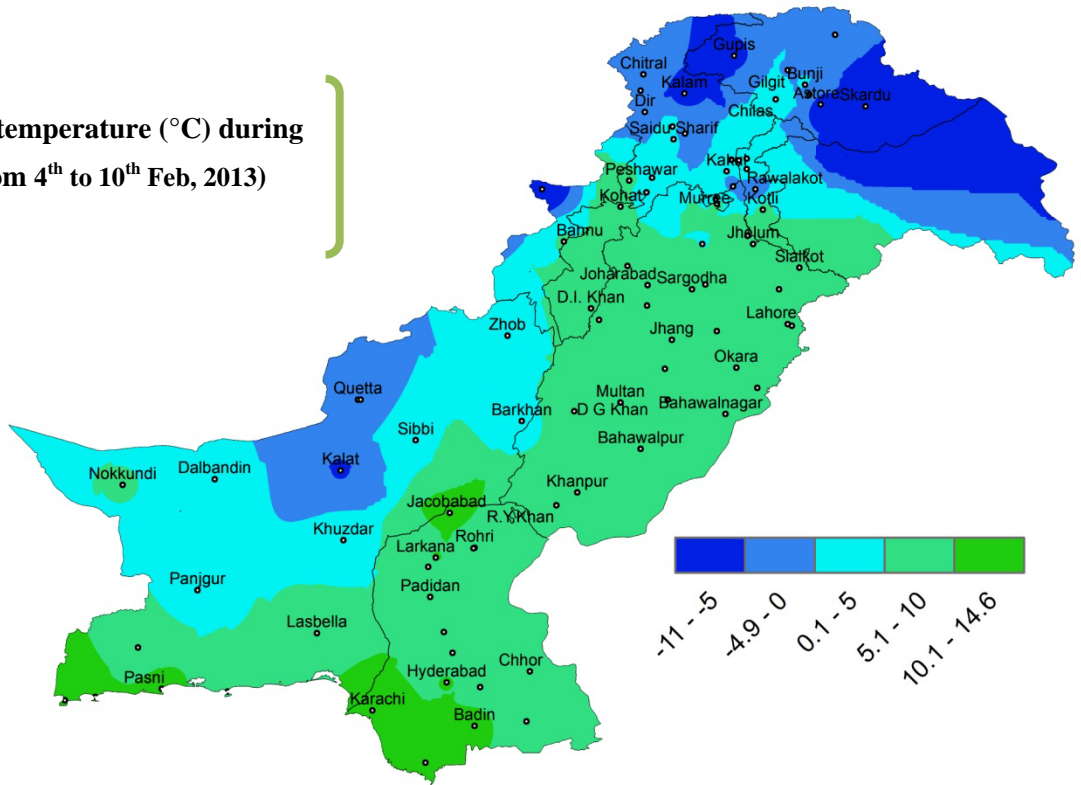 temperature (°C) during
om 4th to 10th Feb, 2013)
Gupis
Chitral
Bunji
Gilgit
Kalam
Astore
Skardu
Dir
Chilas
Saidu Sharif
Peshawar
Rawalakot
Kohat
Murree
Kotli
Bannu
Jhelum
Sialkot
Joharabad
Sargodha
D.I. Khan
Zhob
Lahore
Jhang
Okara
Quetta
Multan
Barkhan
D G Khan
Bahawalnagar
Sibbi
Bahawalpur
Kalat
Nokkundi
Dalbandin
Khanpur
Jacobabad
R.Y.Khan
Khuzdar
Rohri
Larkana
Panjgur
Padidan
Lasbella
Chhor
Pasni
Hyderabad
Karachi
Badin
-11 - -5
-4.9 - 0
0.1 - 5
5.1 - 10
10.1 - 14.6